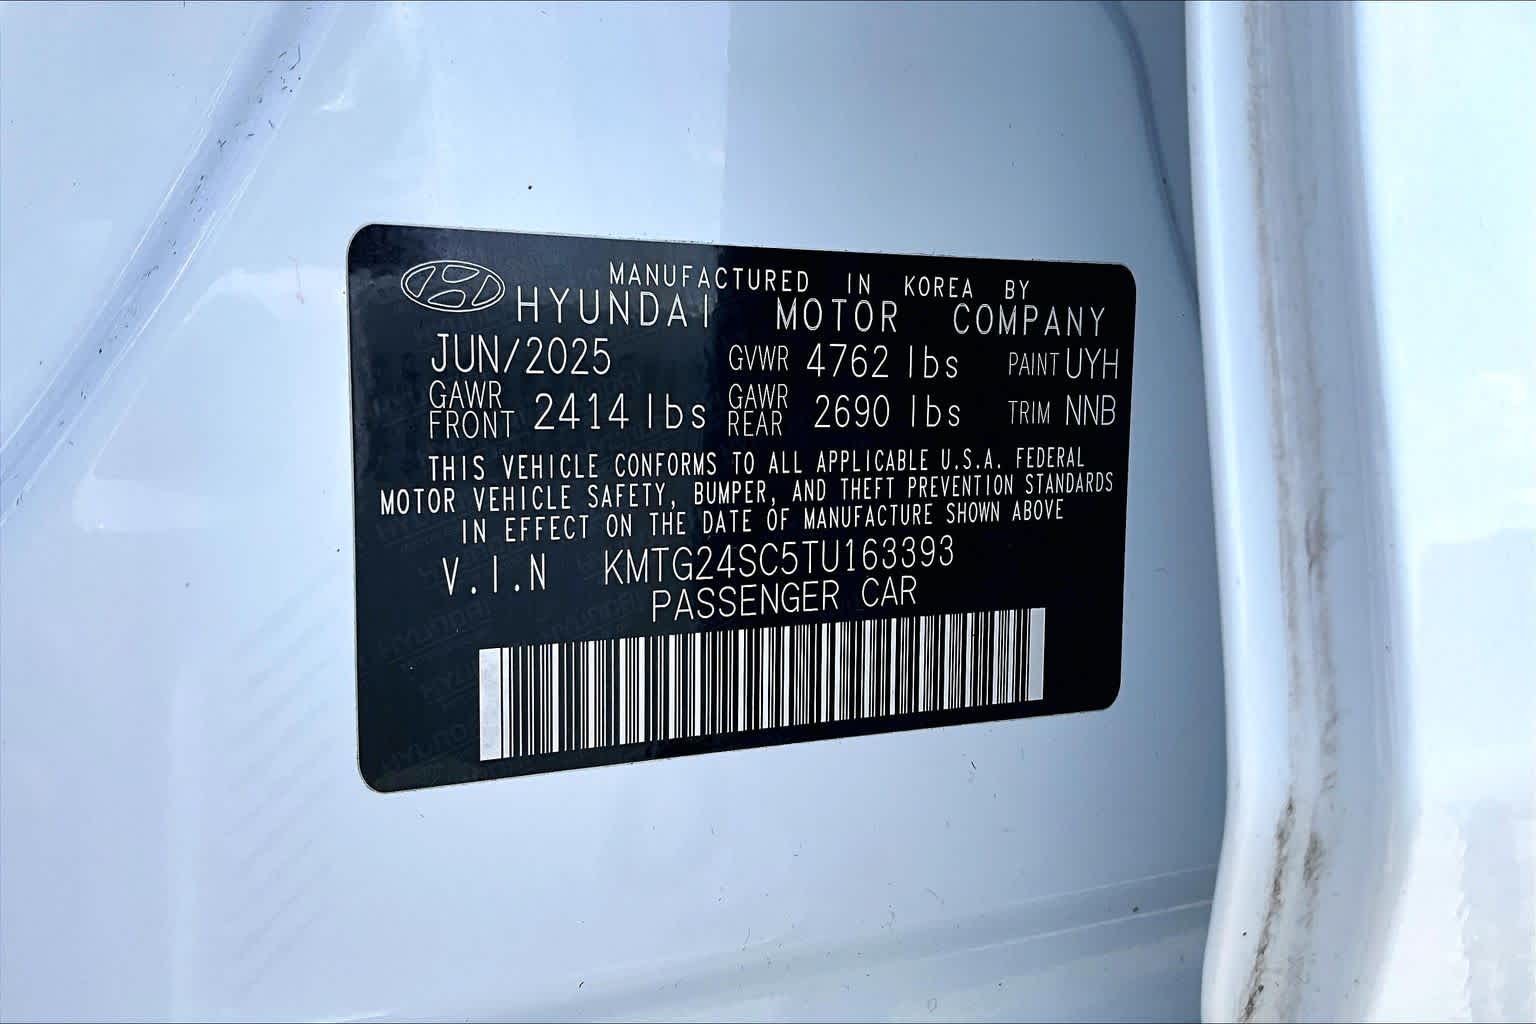 MANUFACTURED IN KOREA BY
HYUNDAI MOTOR COMPANY
JUN/2025 GVWR 4762 lbs PAINT UYH
GAWR FRONT 2414 lbs GAWR REAR 2690 lbs TRIM NNB
THIS VEHICLE CONFORMS TO ALL APPLICABLE U.S.A. FEDERAL
MOTOR VEHICLE SAFETY, BUMPER, AND THEFT PREVENTION STANDARDS
IN EFFECT ON THE DATE OF MANUFACTURE SHOWN ABOVE
V.I.N KMTG24SC5TU163393
PASSENGER CAR